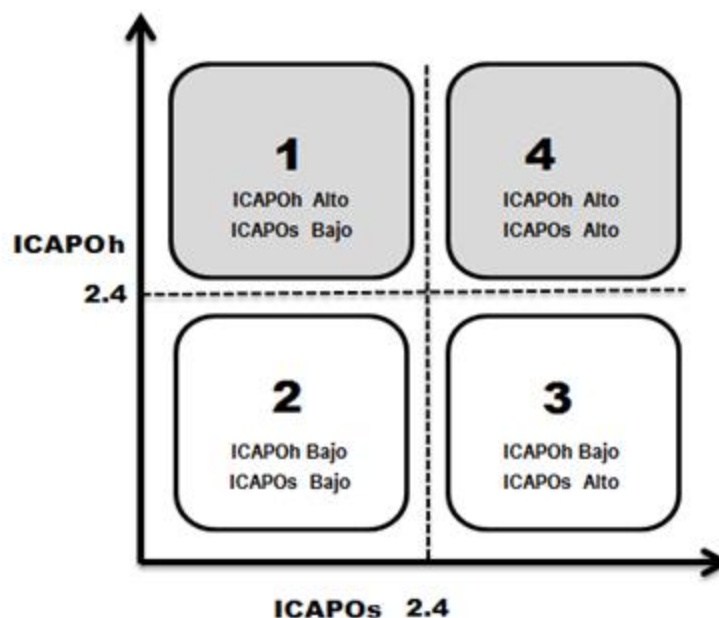 1
ICAPOh Alto
ICAPOs Bajo
4
ICAPOh Alto
ICAPOs Alto
ICAPOh
2.4
2
ICAPOh Bajo
ICAPOs Bajo
3
ICAPOh Bajo
ICAPOs Alto
ICAPOs 2.4